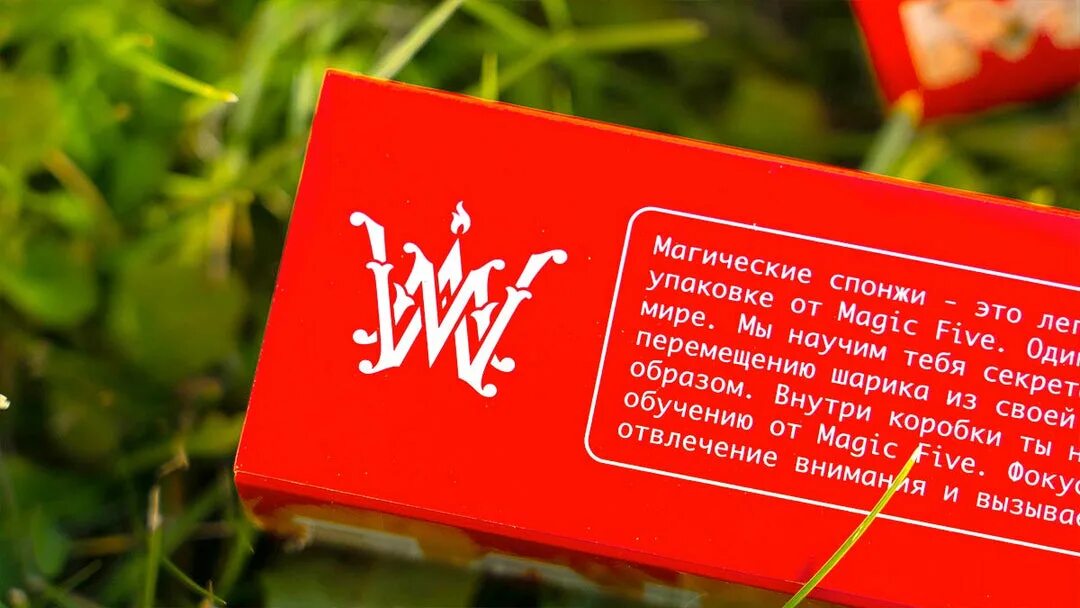 Магические спонжи - это
упаковке от Magic Five.
мире. Мы научим тебя
перемещению шарика из своей
образом. Внутри коробки ты
обучению от Magic Five.
отвлечение внимания и